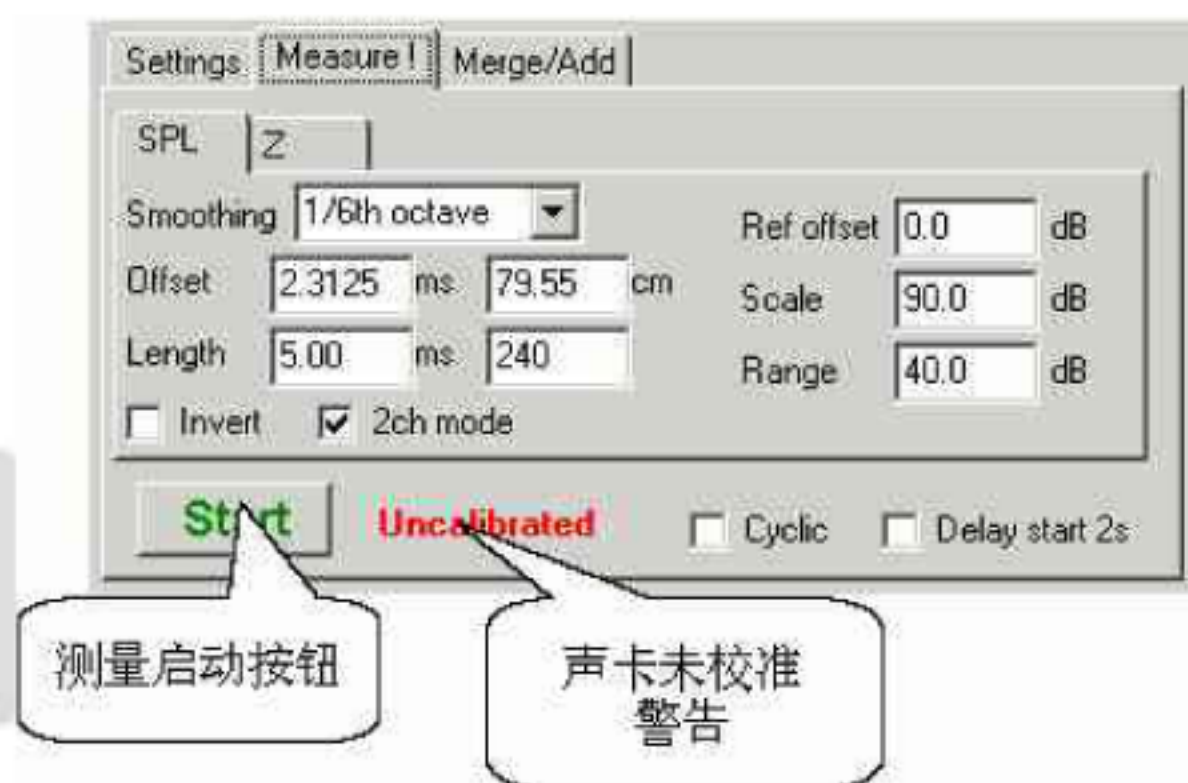 Settings Measure! Merge/Add
SPL Z
Smoothing 1/6th octave Ref offset 0.0 dB
Offset 2.3125 ms 79.55 cm Scale 90.0 dB
Length 5.00 ms 240 Range 40.0 dB
Invert 2ch mode
Start Uncalibrated Cyclic Delay start 2s
测量启动按钮
声卡未校准
警告